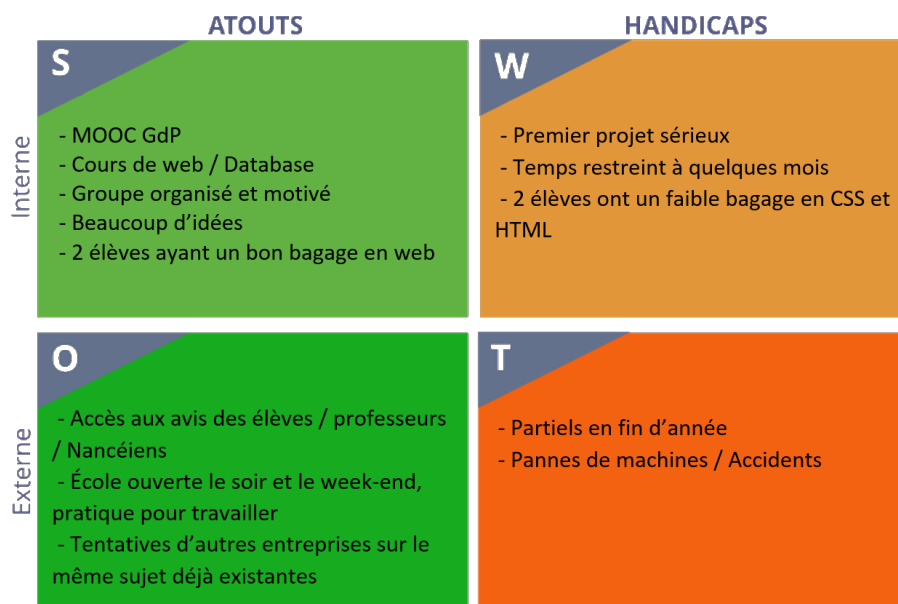 ATOUTS
HANDICAPS
Interne
S
- MOOC GdP
- Cours de web / Database
- Groupe organisé et motivé
- Beaucoup d’idées
- 2 élèves ayant un bon bagage en web
W
- Premier projet sérieux
- Temps restreint à quelques mois
- 2 élèves ont un faible bagage en CSS et
HTML
Externe
O
- Accès aux avis des élèves / professeurs
/ Nancéiens
- École ouverte le soir et le week-end,
pratique pour travailler
- Tentatives d’autres entreprises sur le
même sujet déjà existantes
T
- Partiels en fin d’année
- Pannes de machines / Accidents